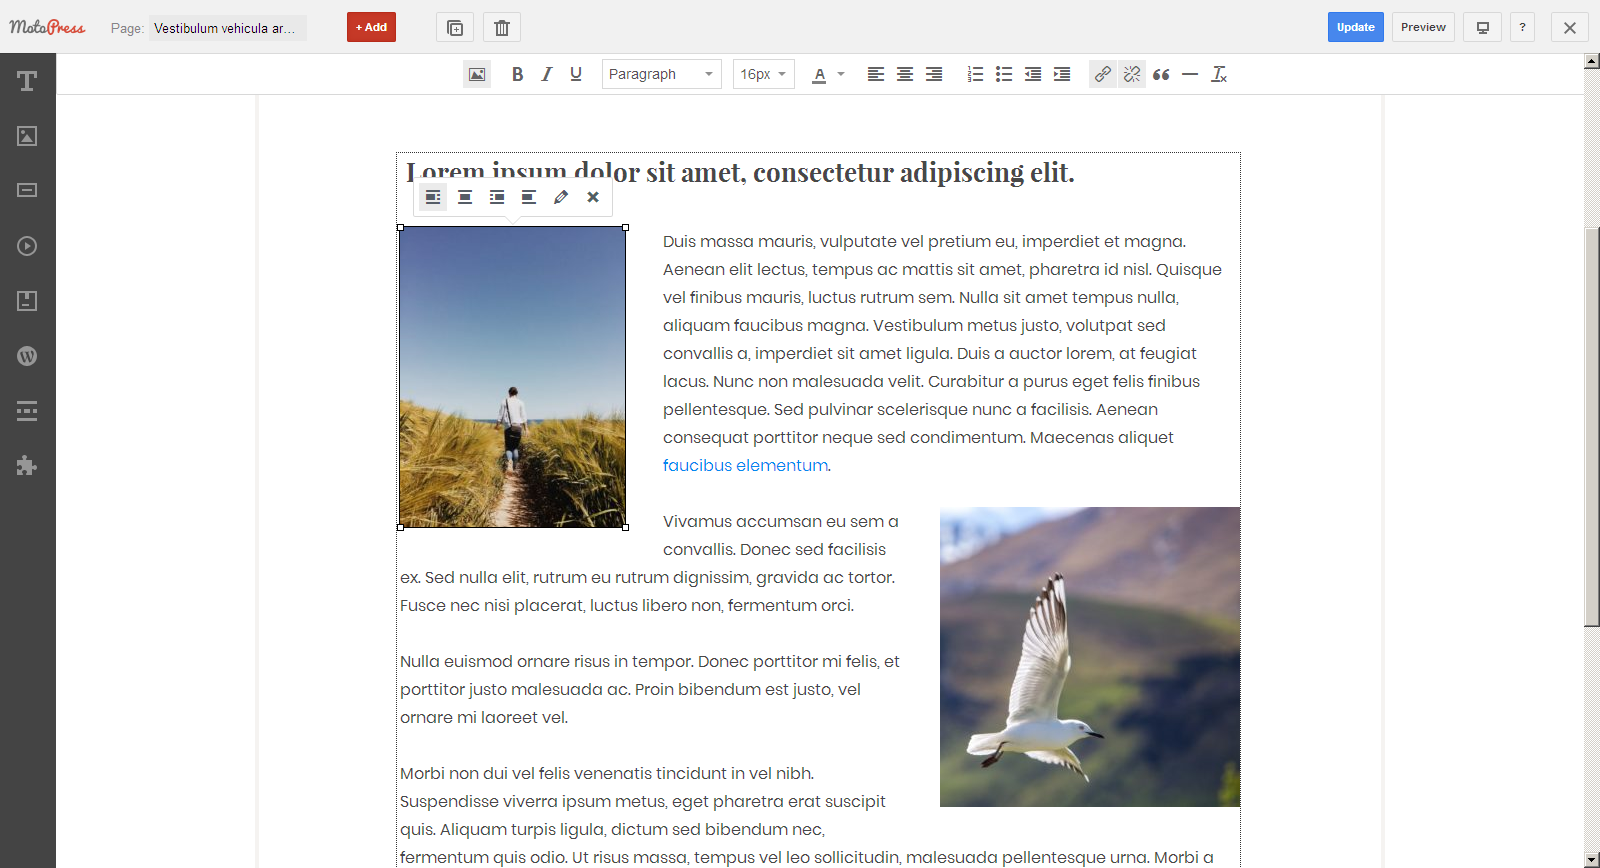 MotoPress Page: Vestibulum vehicula ar... + Add Update Preview ?
B I U Paragraph 16px A
Lorem ipsum dolor sit amet, consectetur adipiscing elit.
Duis massa mauris, vulputate vel pretium eu, imperdiet et magna.
Aenean elit lectus, tempus ac mattis sit amet, pharetra id nisl. Quisque
vel finibus mauris, luctus rutrum sem. Nulla sit amet tempus nulla,
aliquam faucibus magna. Vestibulum metus justo, volutpat sed
convallis a, imperdiet sit amet ligula. Duis a auctor lorem, at feugiat
lacus. Nunc non malesuada velit. Curabitur a purus eget felis finibus
pellentesque. Sed pulvinar scelerisque nunc a facilisis. Aenean
consequat porttitor neque sed condimentum. Maecenas aliquet
faucibus elementum.
Vivamus accumsan eu sem a
convallis. Donec sed facilisis
ex. Sed nulla elit, rutrum eu rutrum dignissim, gravida ac tortor.
Fusce nec nisi placerat, luctus libero non, fermentum orci.
Nulla euismod ornare risus in tempor. Donec porttitor mi felis, et
porttitor justo malesuada ac. Proin bibendum est justo, vel
ornare mi laoreet vel.
Morbi non dui vel felis venenatis tincidunt in vel nibh.
Suspendisse viverra ipsum metus, eget pharetra erat suscipit
quis. Aliquam turpis ligula, dictum sed bibendum nec,
fermentum quis odio. Ut risus massa, tempus vel leo sollicitudin, malesuada pellentesque urna. Morbi a